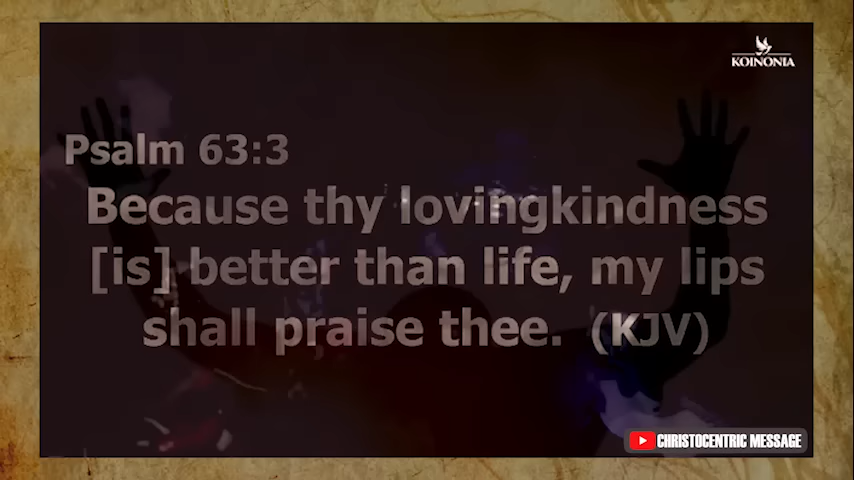 KOINONIA
Psalm 63:3
Because thy lovingkindness
[is] better than life, my lips
shall praise thee. (KJV)
CHRISTOCENTRIC MESSAGE